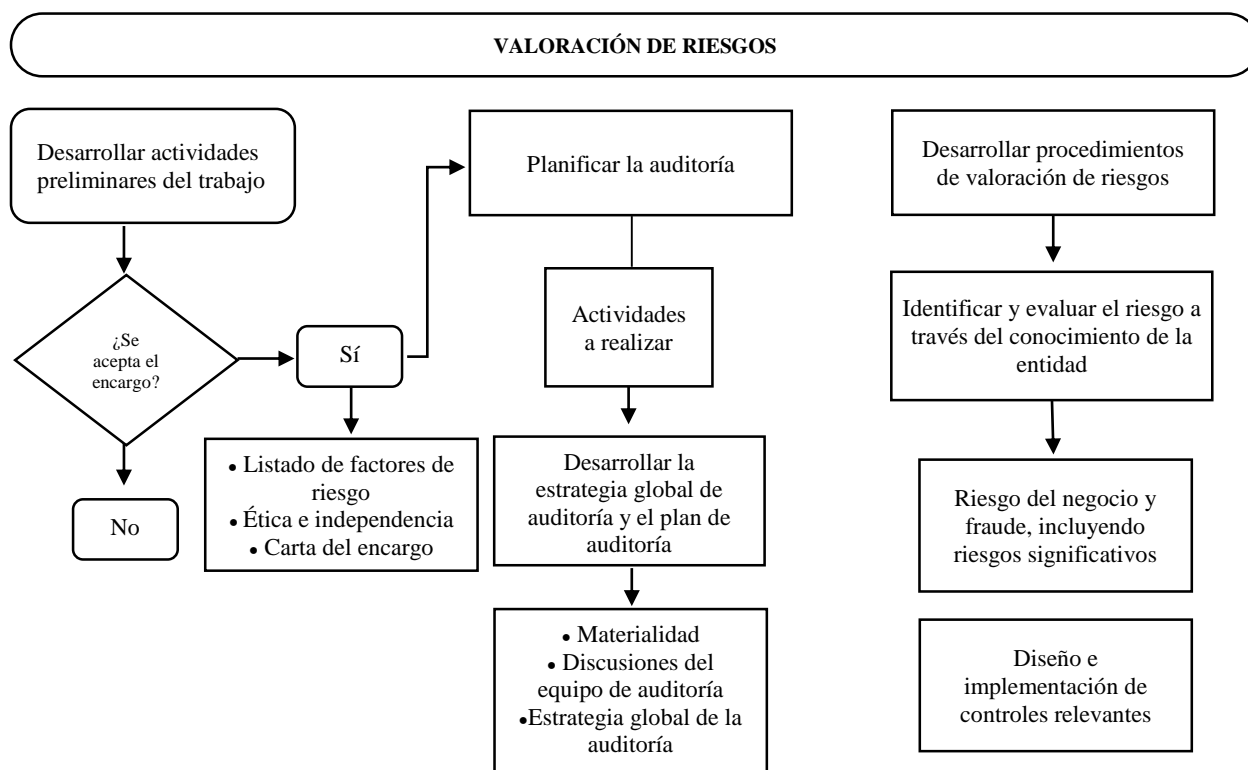 VALORACIÓN DE RIESGOS
Desarrollar actividades
preliminares del trabajo
¿Se
acepta el
encargo?
No
Sí
• Listado de factores de
riesgo
• Ética e independencia
• Carta del encargo
Planificar la auditoría
Actividades
a realizar
Desarrollar la
estrategia global de
auditoría y el plan de
auditoría
• Materialidad
• Discusiones del
equipo de auditoría
•Estrategia global de la
auditoría
Desarrollar procedimientos
de valoración de riesgos
Identificar y evaluar el riesgo a
través del conocimiento de la
entidad
Riesgo del negocio y
fraude, incluyendo
riesgos significativos
Diseño e
implementación de
controles relevantes